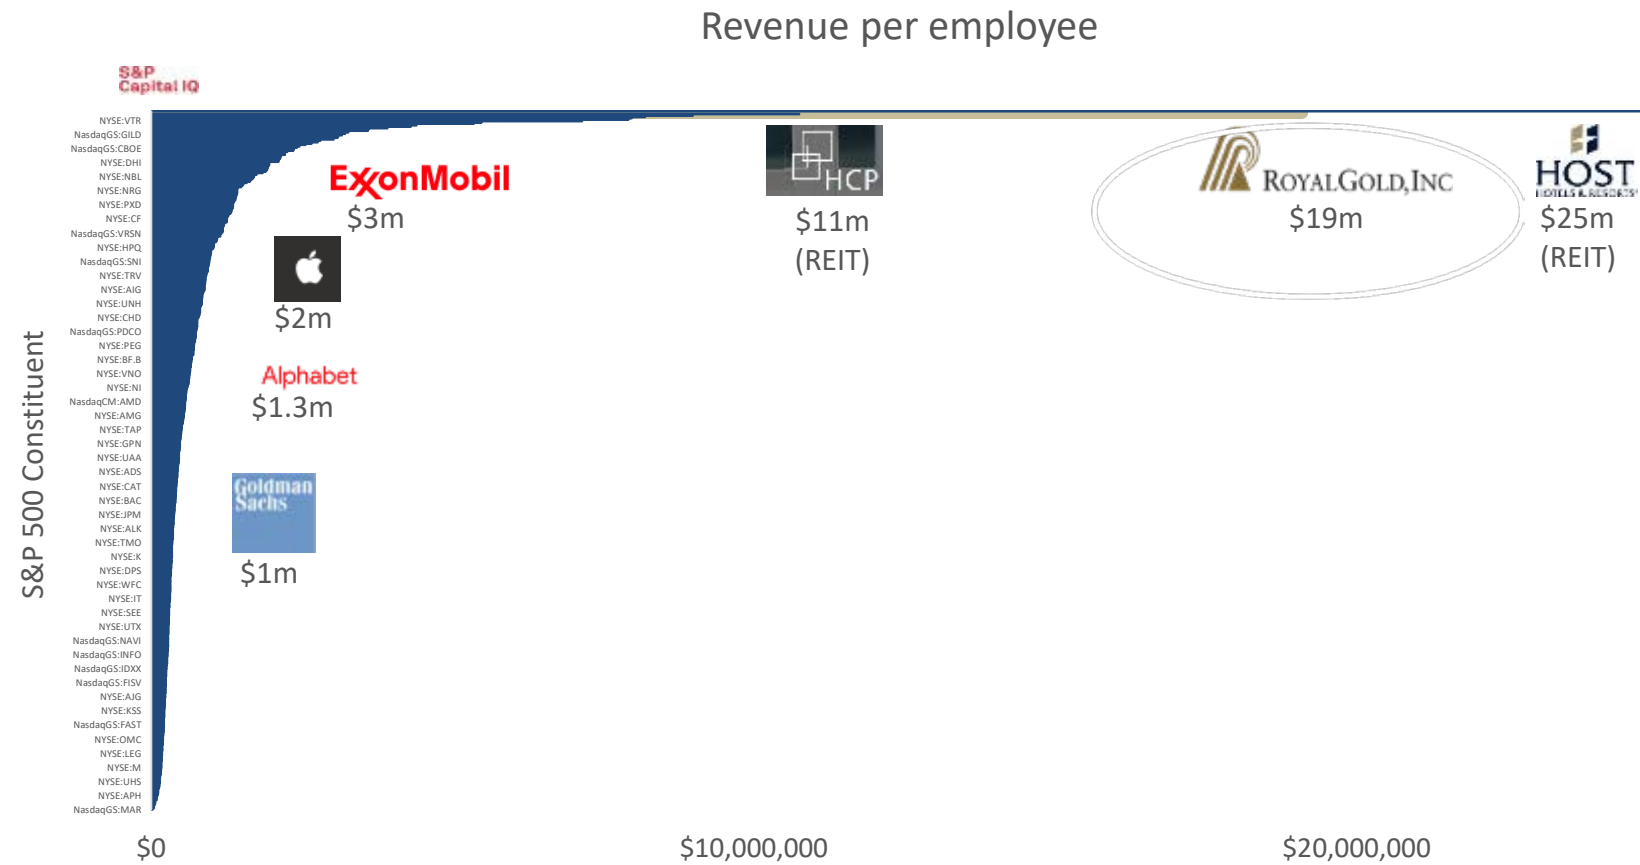 Revenue per employee
S&P
Capital IQ
NYSE:VTR
NasdaqGS:GILD
NasdaqGS:CBOE
NYSE:DHI
NYSE:NBL
NYSE:NRG
NYSE:PXD
NYSE:CF
NasdaqGS:VRSN
NYSE:HPQ
NasdaqGS:SNI
NYSE:TRV
NYSE:AIG
NYSE:UNH
NYSE:CHD
NasdaqGS:PDCO
NYSE:PEG
NYSE:BF.B
NYSE:VNO
NYSE:NI
NasdaqCM:AMD
NYSE:AMG
NYSE:TAP
NYSE:GPN
NYSE:UAA
NYSE:ADS
NYSE:CAT
NYSE:BAC
NYSE:JPM
NYSE:ALK
NYSE:TMO
NYSE:K
NYSE:DPS
NYSE:WFC
NYSE:IT
NYSE:SEE
NYSE:UTX
NasdaqGS:NAVI
NasdaqGS:INFO
NasdaqGS:IDXX
NasdaqGS:FISV
NYSE:AJG
NYSE:KSS
NasdaqGS:FAST
NYSE:OMC
NYSE:LEG
NYSE:M
NYSE:UHS
NYSE:APH
NasdaqGS:MAR
S&P 500 Constituent
ExxonMobil
$3m
$2m
Alphabet
$1.3m
Goldman
Sachs
$1m
HCP
$11m
(REIT)
ROYAL GOLD, INC
$19m
HOST
HOTELS & RESORTS
$25m
(REIT)
$0
$10,000,000
$20,000,000